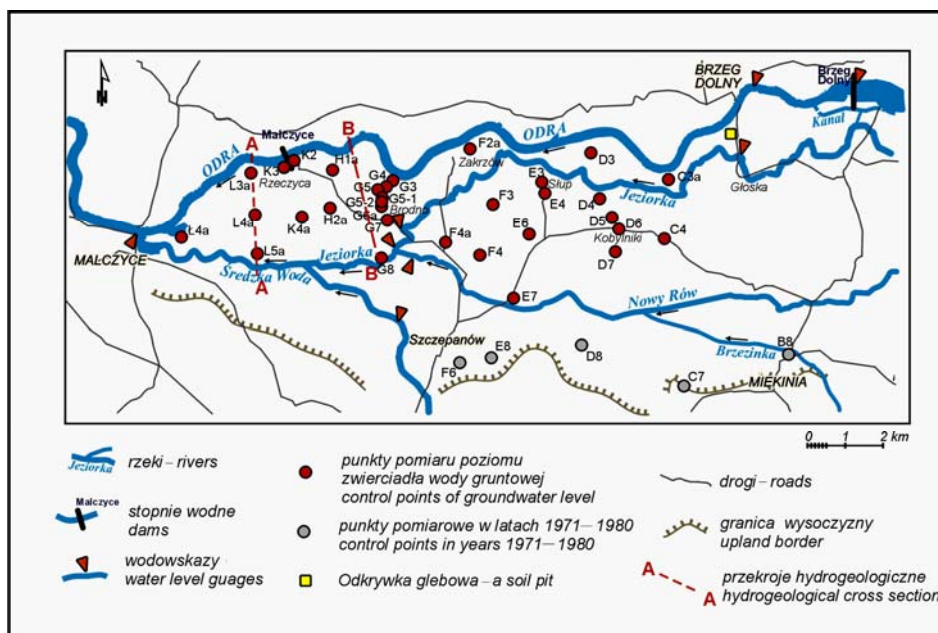 BRZEG
DOLNY
Brzeg
Dolny
Kanał
N
ODRA
Malczyce
A
B
ODRA
F2a
Zakrzów
D3
K2
K3
H1a
Rzeczyca
L3a
G4
G3
G5
G5-1
G5-2
G6a
Brodno
G7
E3
Słup
E4
F3
D4
Jeziorka
C3a
Głoska
L4a
K4a
H2a
D5
D6
Kobylniki
E6
F4a
F4
C4
D7
Ł4a
MALCZYCE
L5a
Jeziorka
G8
B
Średzka Woda
A
E7
Nowy Rów
Szczepanów
Brzezinka
B8
F6
E8
D8
C7
MIĘKINIA
0 1 2 km
Jeziorka
rzeki – rivers
Malczyce
stopnie wodne
dams
wodowskazy
water level guages
punkty pomiaru poziomu
zwierciadła wody gruntowej
control points of groundwater level
punkty pomiarowe w latach 1971–1980
control points in years 1971–1980
Odkrywka glebowa – a soil pit
drogi – roads
granica wysoczyzny
upland border
A
A
przekroje hydrogeologiczne
hydrogeological cross section